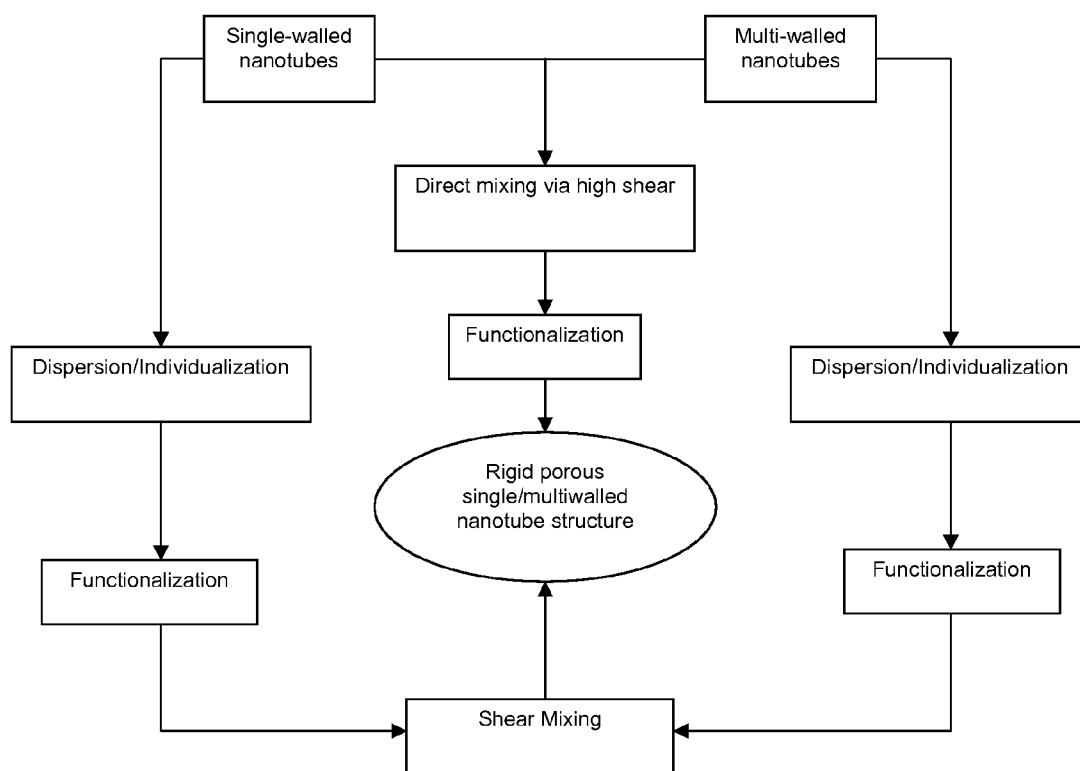 Single-walled
nanotubes
Multi-walled
nanotubes
Direct mixing via high shear
Functionalization
Dispersion/Individualization
Dispersion/Individualization
Rigid porous
single/multiwalled
nanotube structure
Functionalization
Functionalization
Shear Mixing